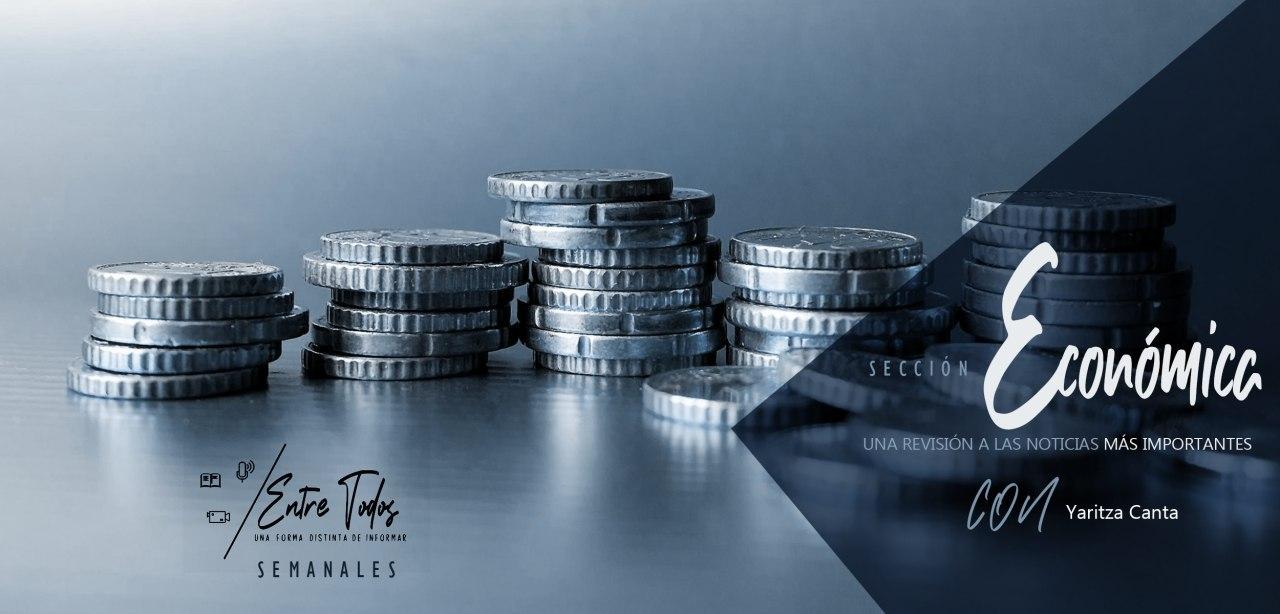 SECCIÓN Económica
UNA REVISIÓN A LAS NOTICIAS MÁS IMPORTANTES
con Yaritza Canta
Entre Todos
UNA FORMA DISTINTA DE INFORMAR
SEMANALES